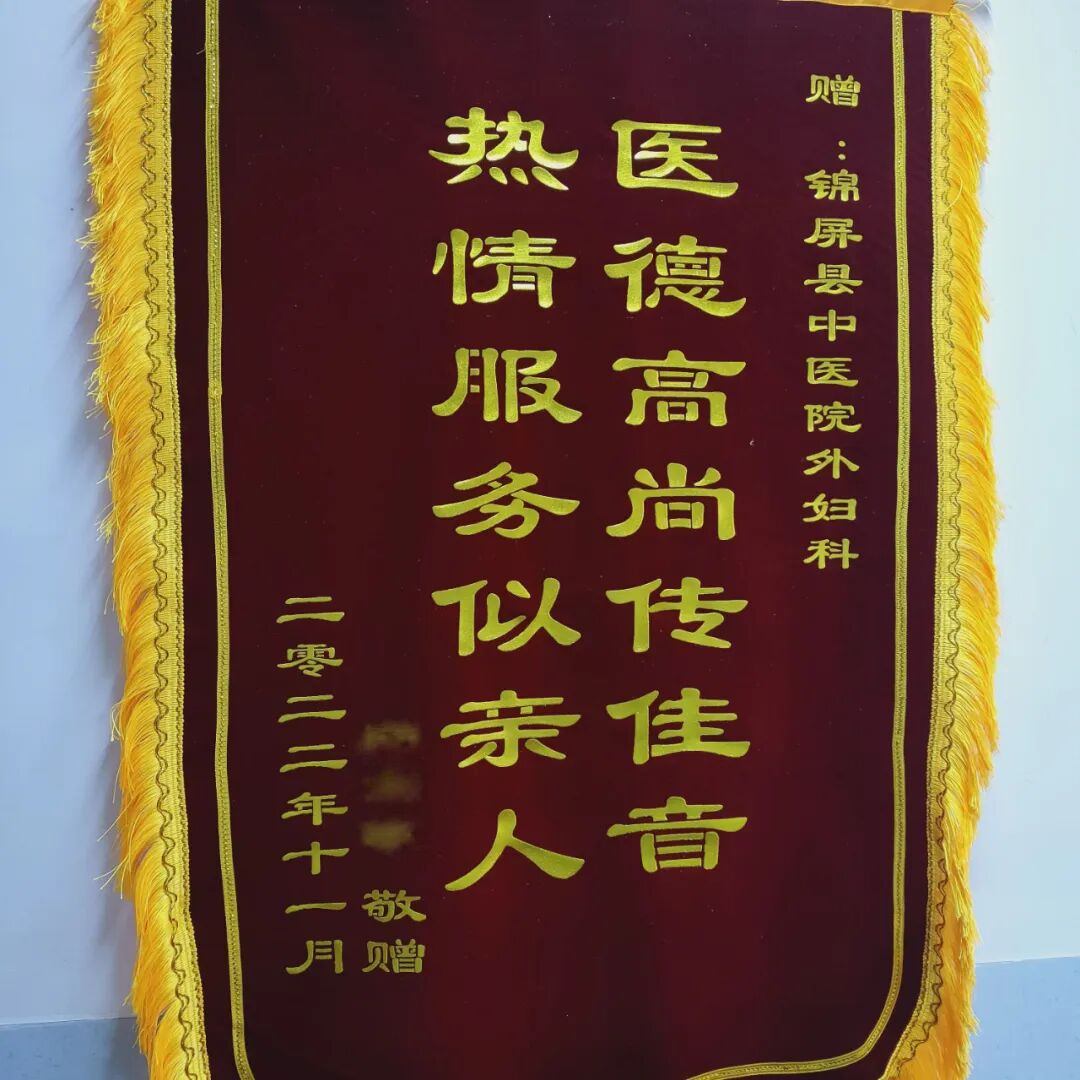 赠：锦屏县中医院外妇科
医德高尚传佳音
热情服务似亲人
敬赠
二零二二年十一月